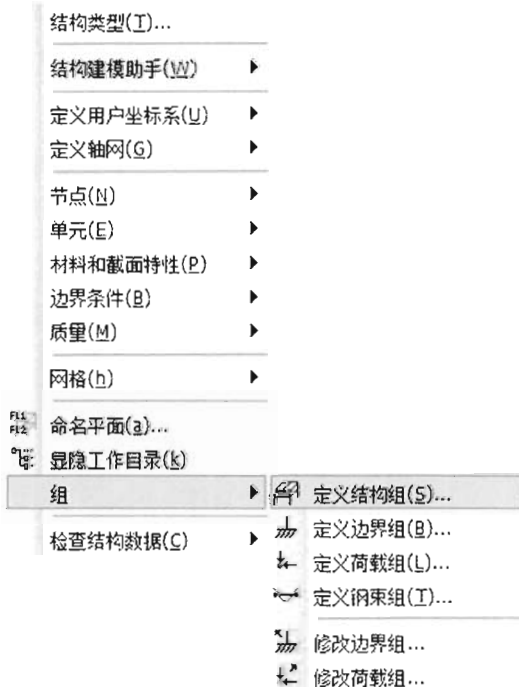 结构类型(T)...
结构建模助手(W)
定义用户坐标系(U)
定义轴网(G)
节点(N)
单元(E)
材料和截面特性(P)
边界条件(B)
质量(M)
网格(h)
命名平面(a)...
显隐工作目录(k)
组
定义结构组(S)...
定义边界组(B)...
定义荷载组(L)...
定义钢束组(T)...
检查结构数据(C)
修改边界组...
修改荷载组...